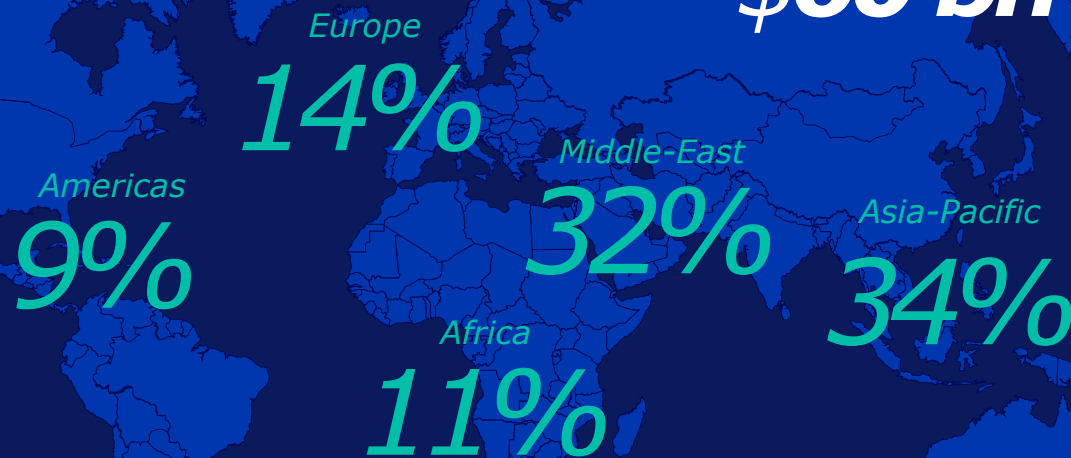 Europe
14%
Middle-East
32%
Americas
9%
Asia-Pacific
34%
Africa
11%